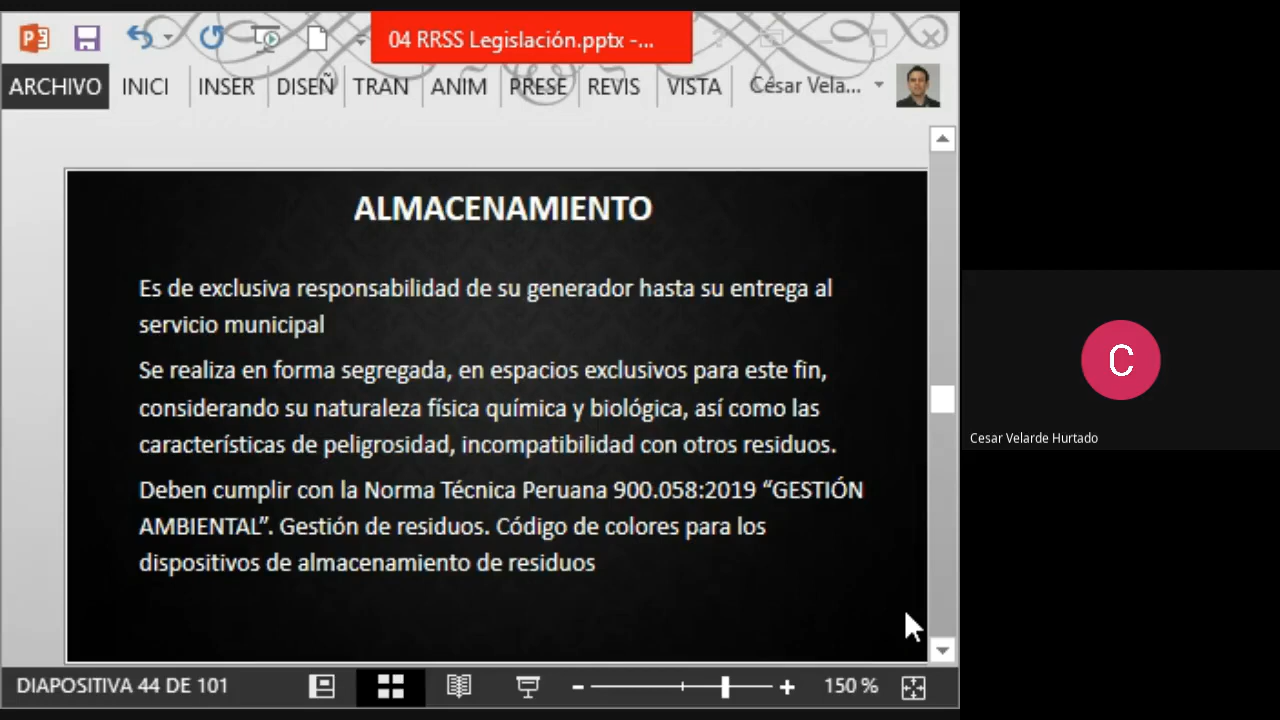 04 RRSS Legislación.pptx -...
ARCHIVO INICI INSER DISEÑ TRAN ANIM PRESE REVIS VISTA César Vela...
ALMACENAMIENTO
Es de exclusiva responsabilidad de su generador hasta su entrega al
servicio municipal
Se realiza en forma segregada, en espacios exclusivos para este fin,
considerando su naturaleza física química y biológica, así como las
características de peligrosidad, incompatibilidad con otros residuos.
Deben cumplir con la Norma Técnica Peruana 900.058:2019 “GESTIÓN
AMBIENTAL”. Gestión de residuos. Código de colores para los
dispositivos de almacenamiento de residuos
C
Cesar Velarde Hurtado
DIAPOSITIVA 44 DE 101
150 %